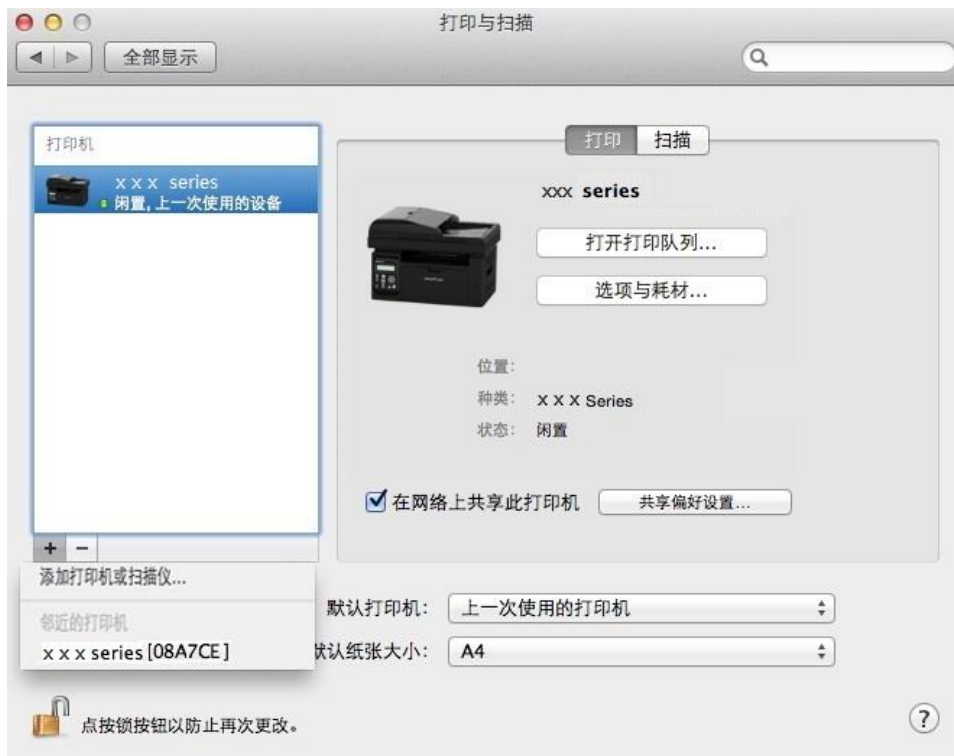 打印与扫描
全部显示
打印机
x x x series
闲置, 上一次使用的设备
+ −
添加打印机或扫描仪...
邻近的打印机
x x x series [08A7CE]
打印 扫描
xxx series
打开打印队列...
选项与耗材...
位置:
种类: x x x Series
状态: 闲置
在网络上共享此打印机 共享偏好设置...
默认打印机: 上一次使用的打印机
默认纸张大小: A4
点按锁按钮以防止再次更改。
?